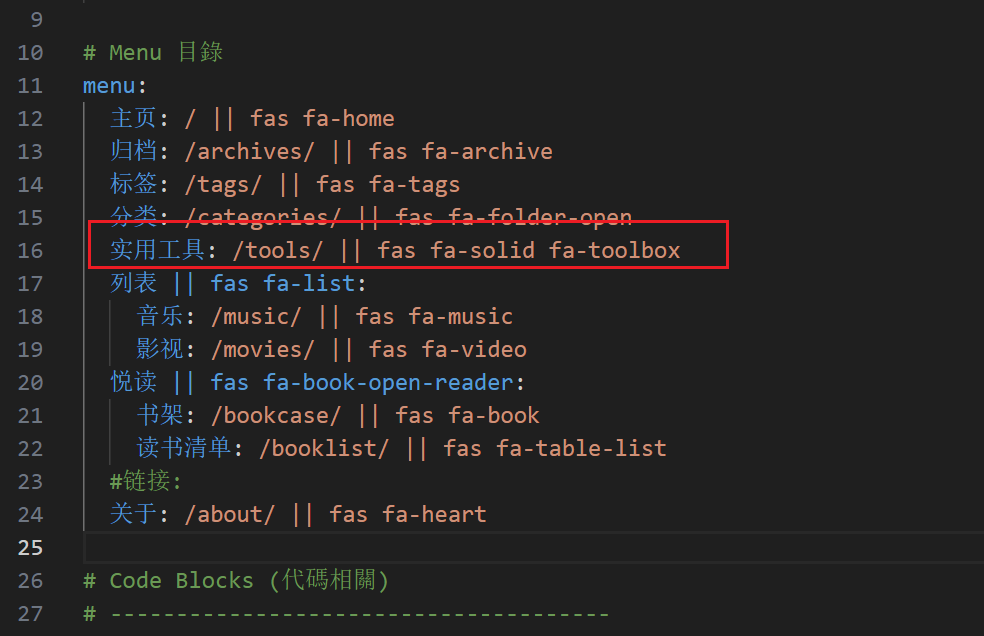 9
10 # Menu 目錄
11 menu:
12 主页: / || fas fa-home
13 归档: /archives/ || fas fa-archive
14 标签: /tags/ || fas fa-tags
15 分类: /categories/ || fas fa-folder-open
16 实用工具: /tools/ || fas fa-solid fa-toolbox
17 列表 || fas fa-list:
18 音乐: /music/ || fas fa-music
19 影视: /movies/ || fas fa-video
20 悦读 || fas fa-book-open-reader:
21 书架: /bookcase/ || fas fa-book
22 读书清单: /booklist/ || fas fa-table-list
23 #链接:
24 关于: /about/ || fas fa-heart
25
26 # Code Blocks (代碼相關)
27 # --------------------------------------